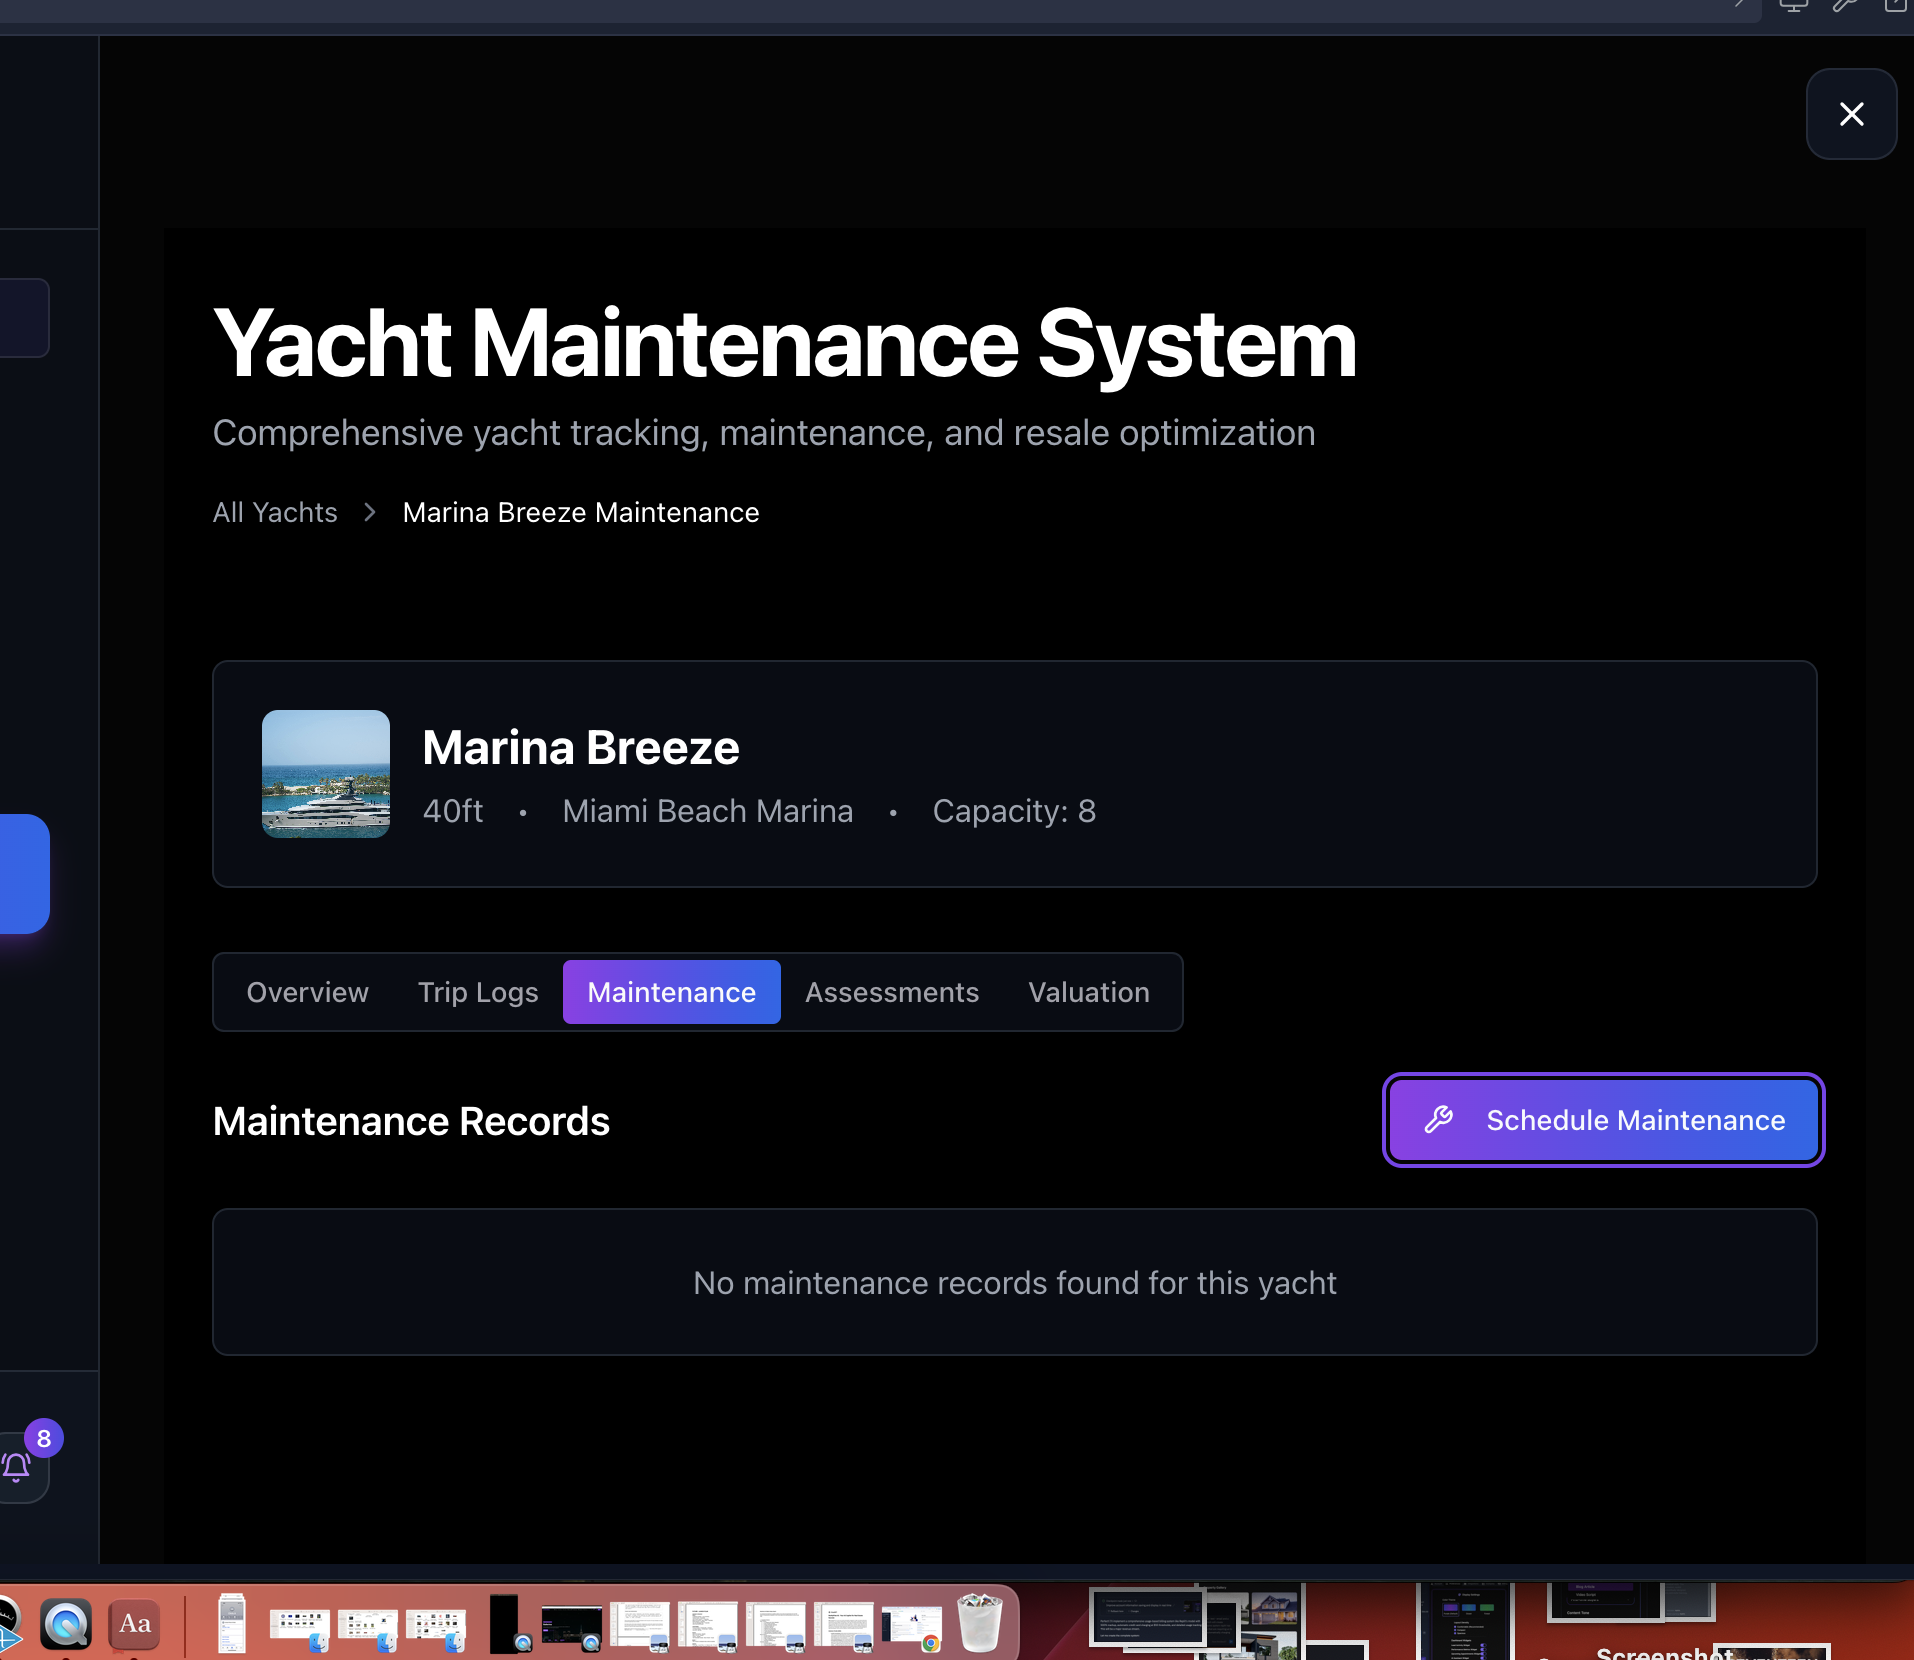 Yacht Maintenance System
Comprehensive yacht tracking, maintenance, and resale optimization
All Yachts > Marina Breeze Maintenance
Marina Breeze
40ft • Miami Beach Marina • Capacity: 8
Overview Trip Logs Maintenance Assessments Valuation
Maintenance Records
Schedule Maintenance
No maintenance records found for this yacht
8
Aa
Screenshot